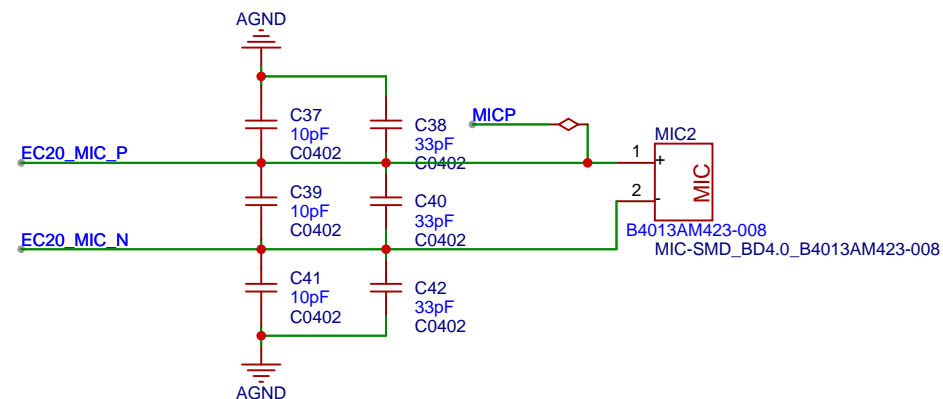 AGND
C37
10pF
C0402
C38
33pF
C0402
MICP
EC20_MIC_P
MIC2
1
+
2
-
MIC
B4013AM423-008
MIC-SMD_BD4.0_B4013AM423-008
C39
10pF
C0402
C40
33pF
C0402
EC20_MIC_N
C41
10pF
C0402
C42
33pF
C0402
AGND